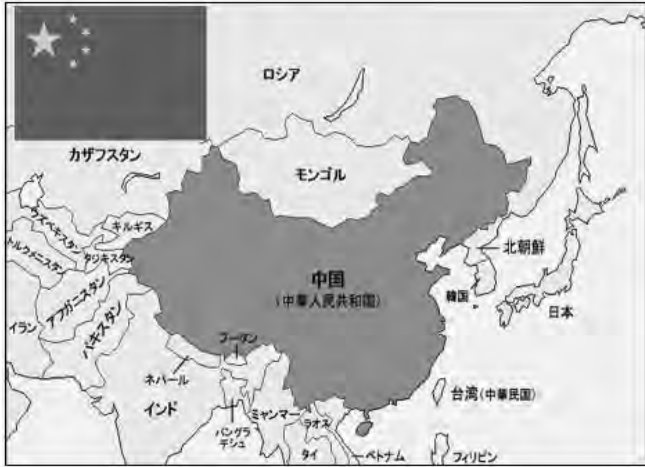 ロシア
カザフスタン
モンゴル
ウズベキスタン
キルギス
トルクメニスタン
タジキスタン
北朝鮮
中国
(中華人民共和国)
アフガニスタン
韓国
日本
イラン
パキスタン
ブータン
ネパール
台湾(中華民国)
インド
ミャンマー
バングラ
デシュ
ラオス
タイ
ベトナム
フィリピン